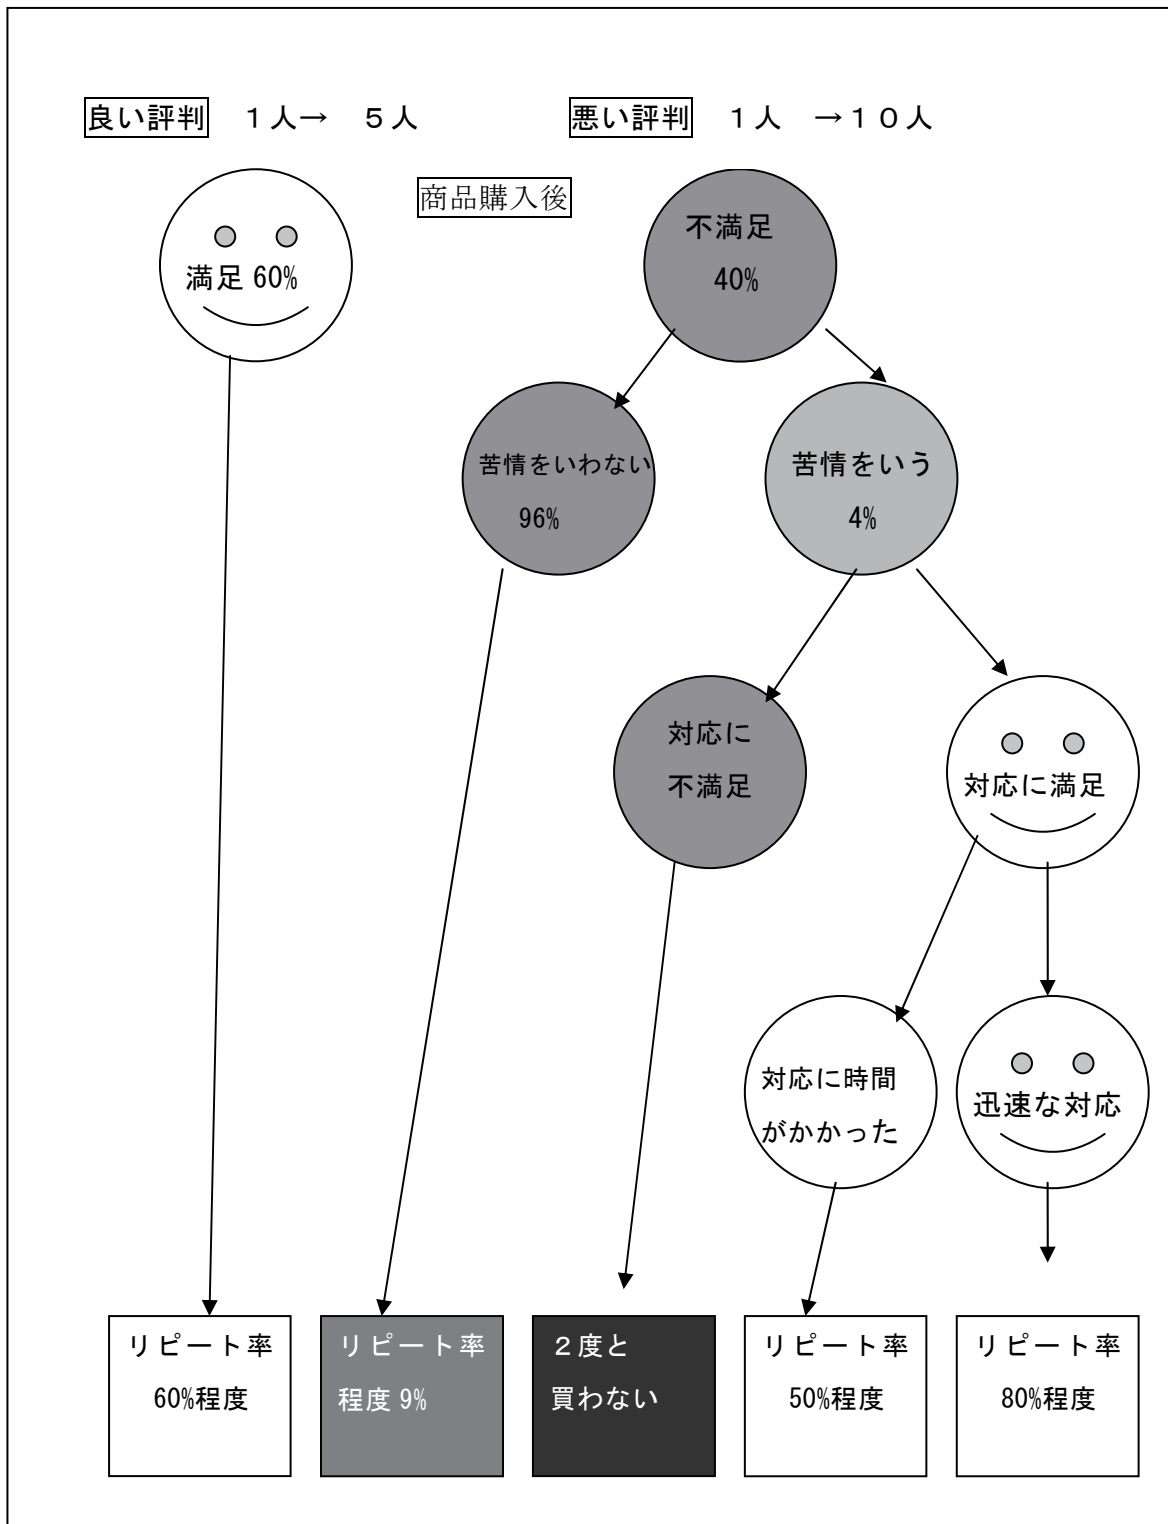 良い評判　１人→　５人
悪い評判　１人　→１０人
商品購入後
満足 60%
不満足
40%
苦情をいわない
96%
苦情をいう
4%
対応に
不満足
対応に満足
対応に時間
がかかった
迅速な対応
リピート率
60%程度
リピート率
程度 9%
２度と
買わない
リピート率
50%程度
リピート率
80%程度